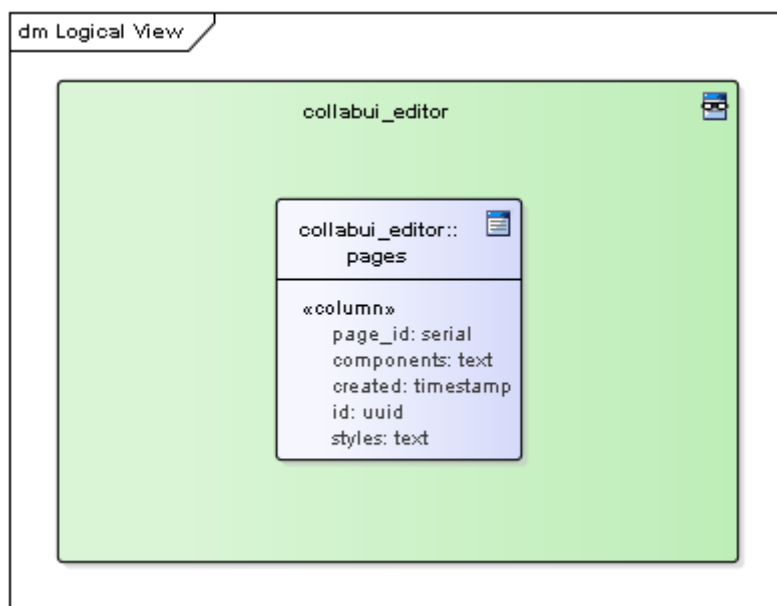 dm Logical View
collabui_editor
collabui_editor::
pages
«column»
page_id: serial
components: text
created: timestamp
id: uuid
styles: text